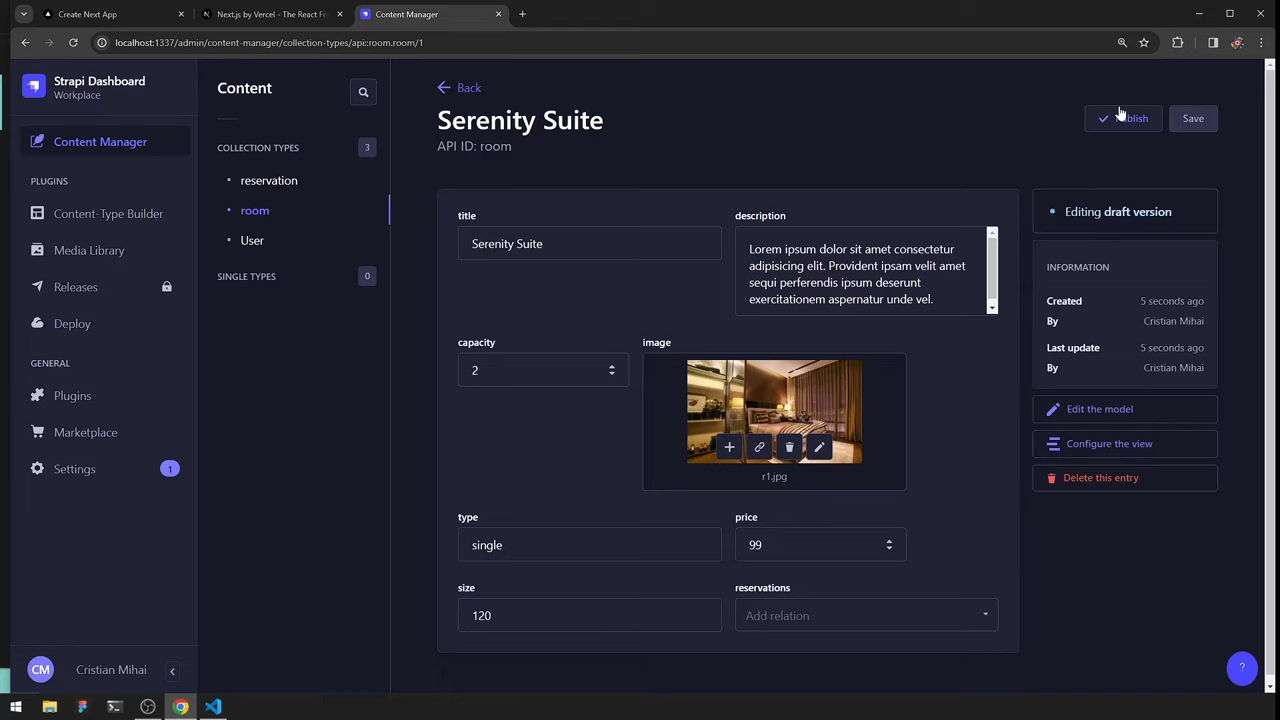 Create Next App
Next.js by Vercel - The React Fr
Content Manager
localhost:1337/admin/content-manager/collection-types/api::room.room/1
Strapi Dashboard
Workplace
Content Manager
PLUGINS
Content-Type Builder
Media Library
Releases
Deploy
GENERAL
Plugins
Marketplace
Settings
1
CM
Cristian Mihai
Content
COLLECTION TYPES
3
reservation
room
User
SINGLE TYPES
0
Back
Serenity Suite
API ID: room
Publish
Save
title
Serenity Suite
description
Lorem ipsum dolor sit amet consectetur
adipisicing elit. Provident ipsam velit amet
sequi perferendis ipsum deserunt
exercitationem aspernatur unde vel.
capacity
2
image
r1.jpg
type
single
price
99
size
120
reservations
Add relation
Editing draft version
INFORMATION
Created
5 seconds ago
By
Cristian Mihai
Last update
5 seconds ago
By
Cristian Mihai
Edit the model
Configure the view
Delete this entry
?